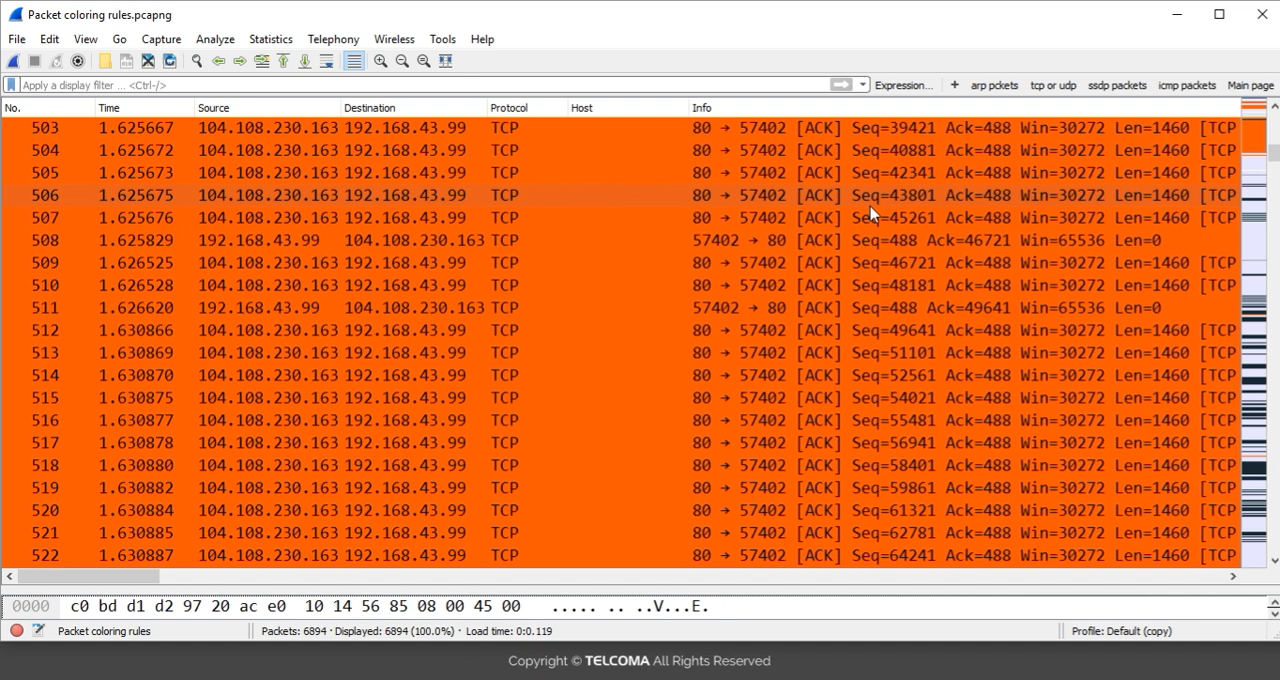 Packet coloring rules.pcapng
File Edit View Go Capture Analyze Statistics Telephony Wireless Tools Help
Apply a display filter ... <Ctrl-/> Expression... + arp pckets tcp or udp ssdp packets icmp packets Main page
No. Time Source Destination Protocol Host Info
503 1.625667 104.108.230.163 192.168.43.99 TCP 80 → 57402 [ACK] Seq=39421 Ack=488 Win=30272 Len=1460 [TCP
504 1.625672 104.108.230.163 192.168.43.99 TCP 80 → 57402 [ACK] Seq=40881 Ack=488 Win=30272 Len=1460 [TCP
505 1.625673 104.108.230.163 192.168.43.99 TCP 80 → 57402 [ACK] Seq=42341 Ack=488 Win=30272 Len=1460 [TCP
506 1.625675 104.108.230.163 192.168.43.99 TCP 80 → 57402 [ACK] Seq=43801 Ack=488 Win=30272 Len=1460 [TCP
507 1.625676 104.108.230.163 192.168.43.99 TCP 80 → 57402 [ACK] Seq=45261 Ack=488 Win=30272 Len=1460 [TCP
508 1.625829 192.168.43.99 104.108.230.163 TCP 57402 → 80 [ACK] Seq=488 Ack=46721 Win=65536 Len=0
509 1.626525 104.108.230.163 192.168.43.99 TCP 80 → 57402 [ACK] Seq=46721 Ack=488 Win=30272 Len=1460 [TCP
510 1.626528 104.108.230.163 192.168.43.99 TCP 80 → 57402 [ACK] Seq=48181 Ack=488 Win=30272 Len=1460 [TCP
511 1.626620 192.168.43.99 104.108.230.163 TCP 57402 → 80 [ACK] Seq=488 Ack=49641 Win=65536 Len=0
512 1.630866 104.108.230.163 192.168.43.99 TCP 80 → 57402 [ACK] Seq=49641 Ack=488 Win=30272 Len=1460 [TCP
513 1.630869 104.108.230.163 192.168.43.99 TCP 80 → 57402 [ACK] Seq=51101 Ack=488 Win=30272 Len=1460 [TCP
514 1.630870 104.108.230.163 192.168.43.99 TCP 80 → 57402 [ACK] Seq=52561 Ack=488 Win=30272 Len=1460 [TCP
515 1.630875 104.108.230.163 192.168.43.99 TCP 80 → 57402 [ACK] Seq=54021 Ack=488 Win=30272 Len=1460 [TCP
516 1.630877 104.108.230.163 192.168.43.99 TCP 80 → 57402 [ACK] Seq=55481 Ack=488 Win=30272 Len=1460 [TCP
517 1.630878 104.108.230.163 192.168.43.99 TCP 80 → 57402 [ACK] Seq=56941 Ack=488 Win=30272 Len=1460 [TCP
518 1.630880 104.108.230.163 192.168.43.99 TCP 80 → 57402 [ACK] Seq=58401 Ack=488 Win=30272 Len=1460 [TCP
519 1.630882 104.108.230.163 192.168.43.99 TCP 80 → 57402 [ACK] Seq=59861 Ack=488 Win=30272 Len=1460 [TCP
520 1.630884 104.108.230.163 192.168.43.99 TCP 80 → 57402 [ACK] Seq=61321 Ack=488 Win=30272 Len=1460 [TCP
521 1.630885 104.108.230.163 192.168.43.99 TCP 80 → 57402 [ACK] Seq=62781 Ack=488 Win=30272 Len=1460 [TCP
522 1.630887 104.108.230.163 192.168.43.99 TCP 80 → 57402 [ACK] Seq=64241 Ack=488 Win=30272 Len=1460 [TCP
0000 c0 bd d1 d2 97 20 ac e0 10 14 56 85 08 00 45 00 ..... .. ..V...E.
Packet coloring rules Packets: 6894 · Displayed: 6894 (100.0%) · Load time: 0:0.119 Profile: Default (copy)
Copyright © TELCOMA All Rights Reserved